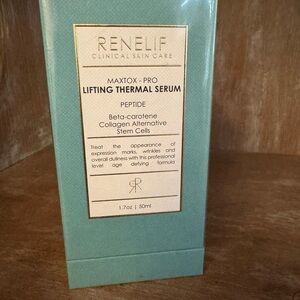 RENELIF
CLINICAL SKIN CARE
MAXTOX - PRO
LIFTING THERMAL SERUM
PEPTIDE
Beta-carotene
Collagen Alternative
Stem Cells
Treat the appearance of
expression marks, wrinkles and
overall dullness with this professional
level age defying formula
1.7oz | 50ml